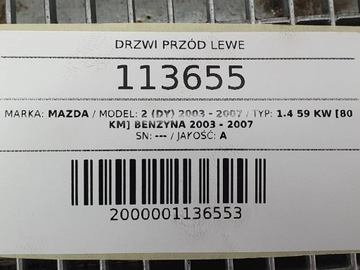 DRZWI PRZÓD LEWE
113655
MARKA: MAZDA / MODEL: 2 (DY) 2003 - 2007 / TYP: 1.4 59 KW [80
KM] BENZYNA 2003 - 2007
SN: --- / JAKOŚĆ: A
2000001136553